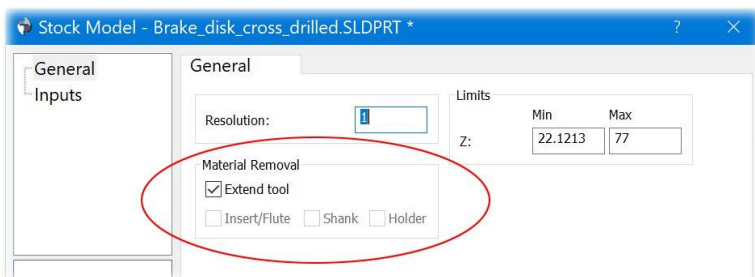 Stock Model - Brake_disk_cross_drilled.SLDPRT *
General
Inputs
General
Resolution: 1
Limits
Min Max
Z: 22.1213 77
Material Removal
Extend tool
Insert/Flute Shank Holder